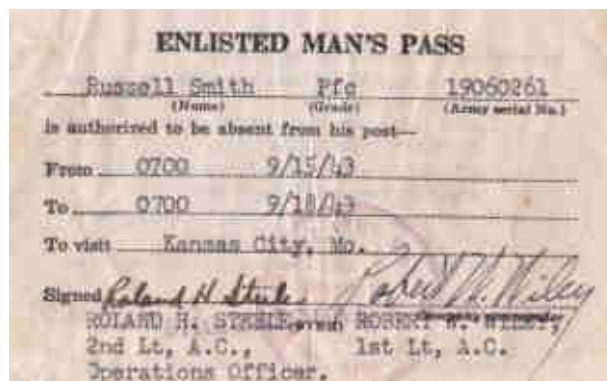 ENLISTED MAN'S PASS
Russell Smith Pfc 19060261
(Name) (Grade) (Army serial No.)
is authorized to be absent from his post—
From 0700 9/15/43
To 0700 9/18/43
To visit Kansas City, Mo.
Signed Roland H Steele Robert W. Wiley
ROLAND H. STEELE, ROBERT W. WILEY,
2nd Lt, A.C., 1st Lt, A.C.
Operations Officer.